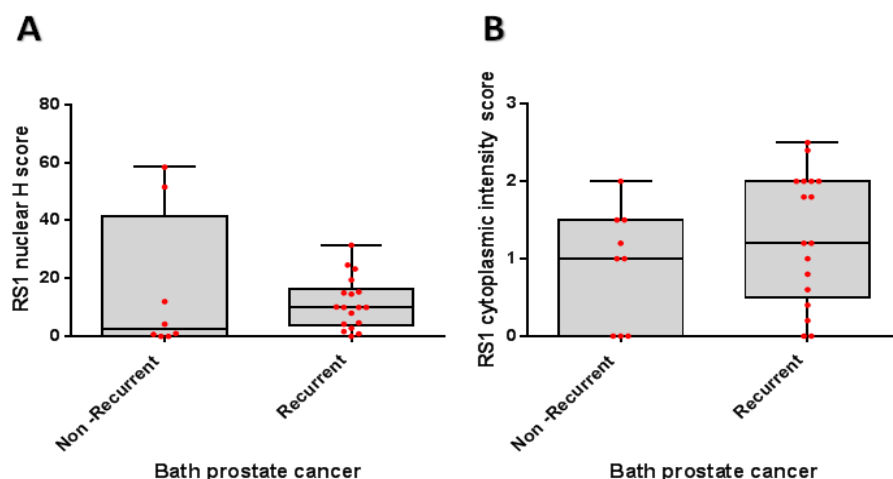 A
RS1 nuclear H score
80
60
40
20
0
Non -Recurrent
Recurrent
Bath prostate cancer
B
RS1 cytoplasmic intensity score
3
2
1
0
Non -Recurrent
Recurrent
Bath prostate cancer